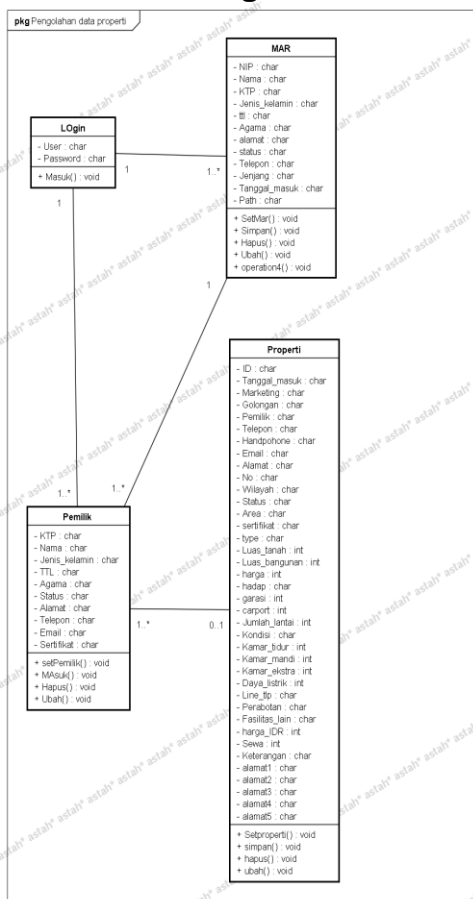 pkg Pengolahan data properti
MAR
- NIP : char
- Nama : char
- KTP : char
- Jenis_kelamin : char
- ttl : char
- Agama : char
- alamat : char
- status : char
- Telepon : char
- Jenjang : char
- Tanggal_masuk : char
- Path : char
+ SetMar() : void
+ Simpan() : void
+ Hapus() : void
+ Ubah() : void
+ operation4() : void
LOgin
- User : char
- Password : char
+ Masuk() : void
1
1..*
1
1
1..*
1..*
Properti
- ID : char
- Tanggal_masuk : char
- Marketing : char
- Golongan : char
- Pemilik : char
- Telepon : char
- Handpohone : char
- Email : char
- Alamat : char
- No : char
- Wilayah : char
- Status : char
- Area : char
- sertifikat : char
- type : char
- Luas_tanah : int
- Luas_bangunan : int
- harga : int
- hadap : char
- garasi : int
- carport : int
- Jumlah_lantai : int
- Kondisi : char
- Kamar_tidur : int
- Kamar_mandi : int
- Kamar_ekstra : int
- Daya_listrik : int
- Line_tlp : char
- Perabotan : char
- Fasilitas_lain : char
- harga_IDR : int
- Sewa : int
- Keterangan : char
- alamat1 : char
- alamat2 : char
- alamat3 : char
- alamat4 : char
- alamat5 : char
+ Setproperti() : void
+ simpan() : void
+ hapus() : void
+ ubah() : void
Pemilik
- KTP : char
- Nama : char
- Jenis_kelamin : char
- TTL : char
- Agama : char
- Status : char
- Alamat : char
- Telepon : char
- Email : char
- Sertifikat : char
+ setPemilik() : void
+ MAsuk() : void
+ Hapus() : void
+ Ubah() : void
1..*
0..1
astah* astah* astah* astah* astah* astah*